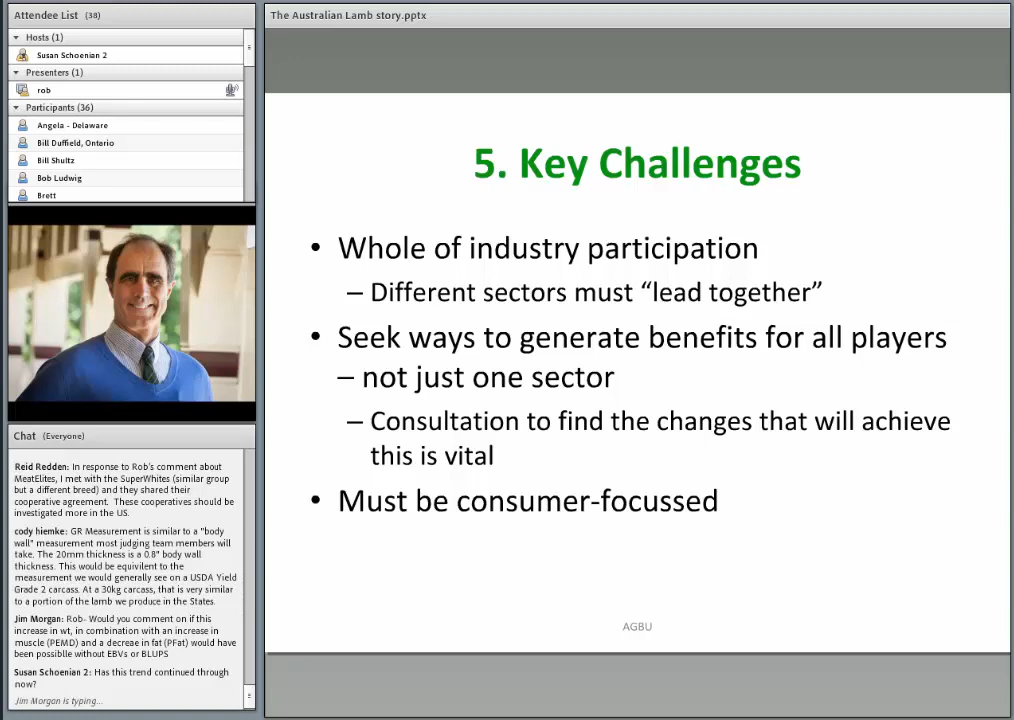 Attendee List (38)
Hosts (1)
Susan Schoenian 2
Presenters (1)
rob
Participants (36)
Angela - Delaware
Bill Duffield, Ontario
Bill Shultz
Bob Ludwig
Brett
Chat (Everyone)
Reid Redden: In response to Rob's comment about
MeatElites, I met with the SuperWhites (similar group
but a different breed) and they shared their
cooperative agreement. These cooperatives should be
investigated more in the US.
cody hiemke: GR Measurement is similar to a "body
wall" measurement most judging team members will
take. The 20mm thickness is a 0.8" body wall
thickness. This would be equivilent to the
measurement we would generally see on a USDA Yield
Grade 2 carcass. At a 30kg carcass, that is very similar
to a portion of the lamb we produce in the States.
Jim Morgan: Rob- Would you comment on if this
increase in wt, in combination with an increase in
muscle (PEMD) and a decreae in fat (PFat) would have
been possiblle without EBVs or BLUPS
Susan Schoenian 2: Has this trend continued through
now?
Jim Morgan is typing...
The Australian Lamb story.pptx
5. Key Challenges
• Whole of industry participation
– Different sectors must “lead together”
• Seek ways to generate benefits for all players
– not just one sector
– Consultation to find the changes that will achieve
this is vital
• Must be consumer-focussed
AGBU